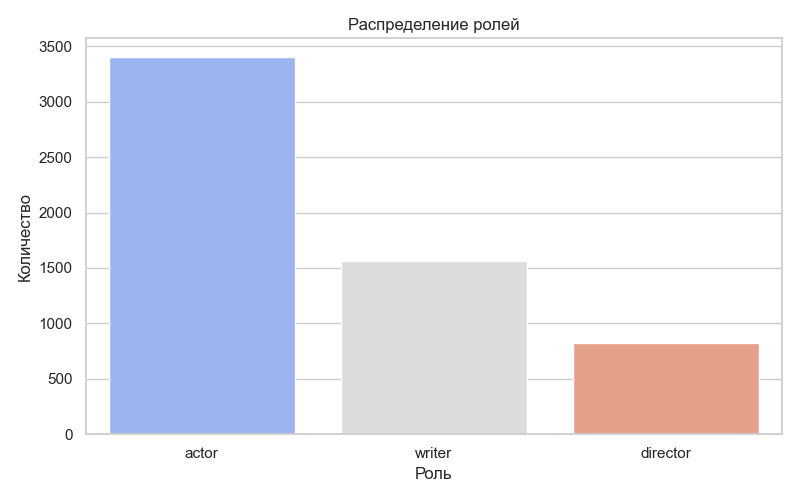 Распределение ролей
3500
3000
2500
2000
1500
1000
500
0
Количество
actor
writer
director
Роль